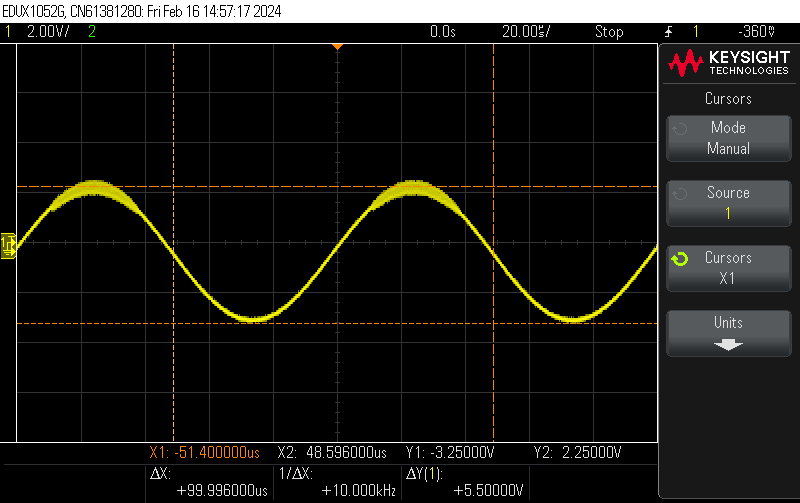 EDUX1052G, CN61381280: Fri Feb 16 14:57:17 2024
1 2.00V/ 2 0.0s 20.00us/ Stop 1 -360mV
KEYSIGHT
TECHNOLOGIES
Cursors
Mode
Manual
Source
1
Cursors
X1
Units
X1: -51.400000us X2: 48.596000us Y1: -3.25000V Y2: 2.25000V
ΔX: 1/ΔX: ΔY(1):
+99.996000us +10.000kHz +5.50000V